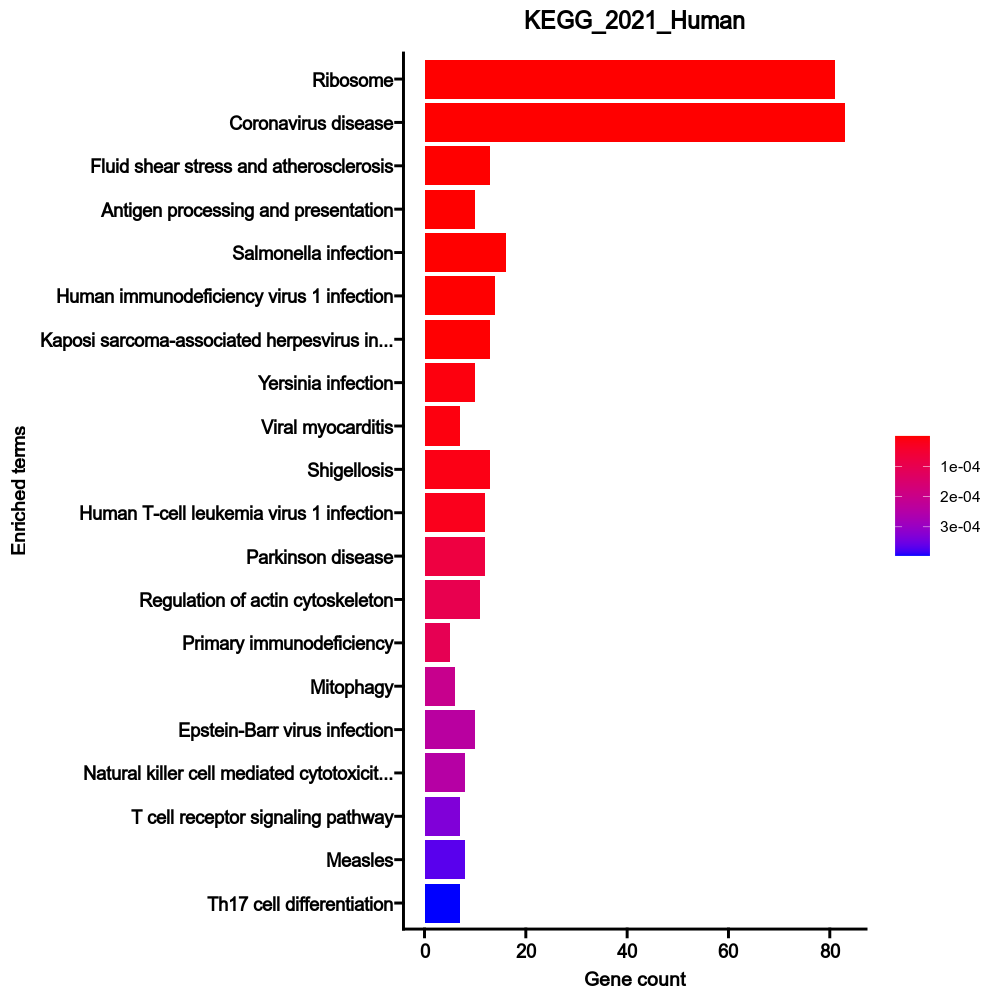 KEGG_2021_Human
Ribosome
Coronavirus disease
Fluid shear stress and atherosclerosis
Antigen processing and presentation
Salmonella infection
Human immunodeficiency virus 1 infection
Kaposi sarcoma-associated herpesvirus in...
Yersinia infection
Viral myocarditis
Shigellosis
Human T-cell leukemia virus 1 infection
Parkinson disease
Regulation of actin cytoskeleton
Primary immunodeficiency
Mitophagy
Epstein-Barr virus infection
Natural killer cell mediated cytotoxicit...
T cell receptor signaling pathway
Measles
Th17 cell differentiation
Enriched terms
0 20 40 60 80
Gene count
1e-04
2e-04
3e-04